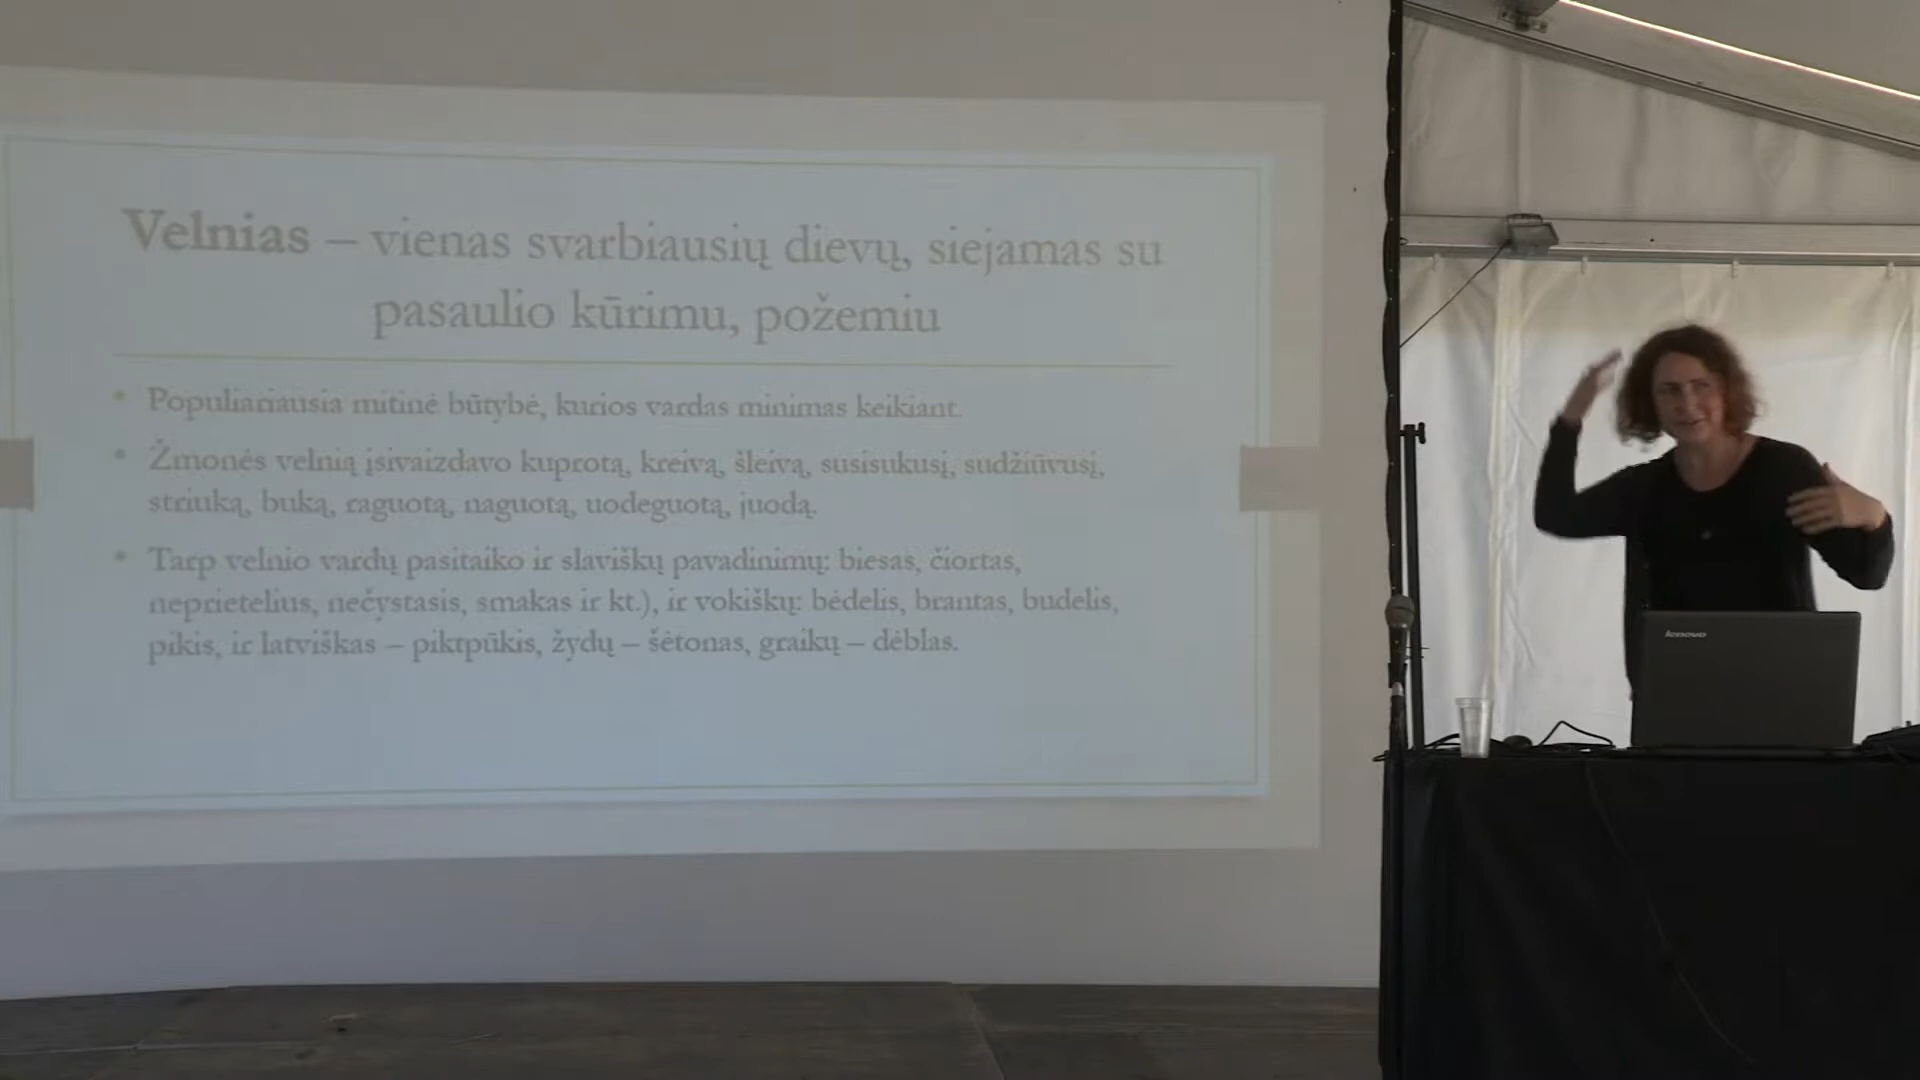 Velnias – vienas svarbiausių dievų, siejamas su
pasaulio kūrimu, požemiu
• Populiariausia mitinė būtybė, kurios vardas minimas keikiant.
• Žmonės velnią įsivaizdavo kuprotą, kreivą, šleivą, susisukusį, sudžiūvusį,
striuką, buką, raguotą, naguotą, uodeguotą, juodą.
• Tarp velnio vardų pasitaiko ir slaviškų pavadinimų: biesas, čiortas,
neprietelius, nečystasis, smakas ir kt.), ir vokiškų: bėdelis, brantas, budelis,
pikis, ir latviškas – piktpūkis, žydų – šėtonas, graikų – dėblas.
lenovo